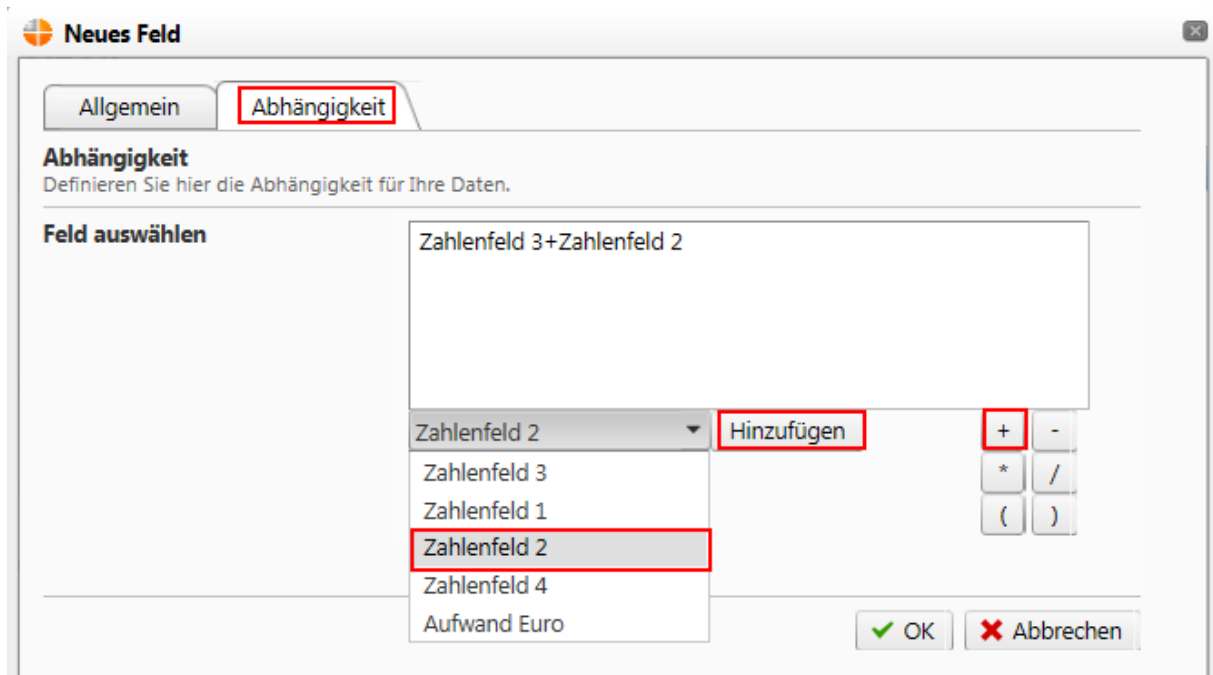 Neues Feld
Allgemein Abhängigkeit
Abhängigkeit
Definieren Sie hier die Abhängigkeit für Ihre Daten.
Feld auswählen
Zahlenfeld 3+Zahlenfeld 2
Zahlenfeld 2 Hinzufügen + -
Zahlenfeld 3 * /
Zahlenfeld 1 ( )
Zahlenfeld 2
Zahlenfeld 4
Aufwand Euro
OK Abbrechen